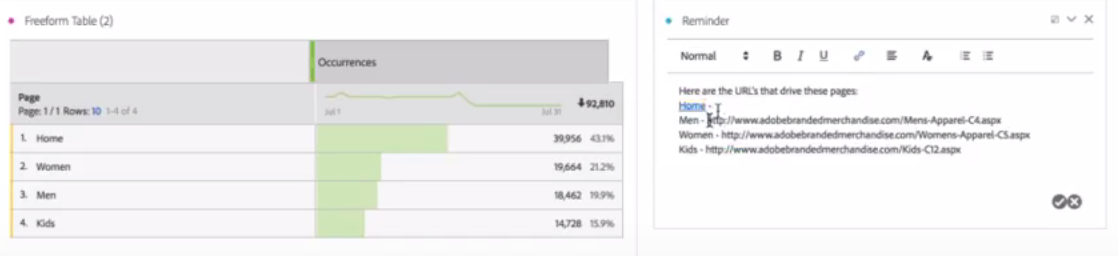 Freeform Table (2)
Occurrences
Page
Page: 1 / 1 Rows: 10 1-4 of 4
Jul 1
Jul 31
92,810
1. Home 39,956 43.1%
2. Women 19,664 21.2%
3. Men 18,462 19.9%
4. Kids 14,728 15.9%
Reminder
Normal B I U
Here are the URL's that drive these pages:
Home -
Men - http://www.adobebrandedmerchandise.com/Mens-Apparel-C4.aspx
Women - http://www.adobebrandedmerchandise.com/Womens-Apparel-C5.aspx
Kids - http://www.adobebrandedmerchandise.com/Kids-C12.aspx